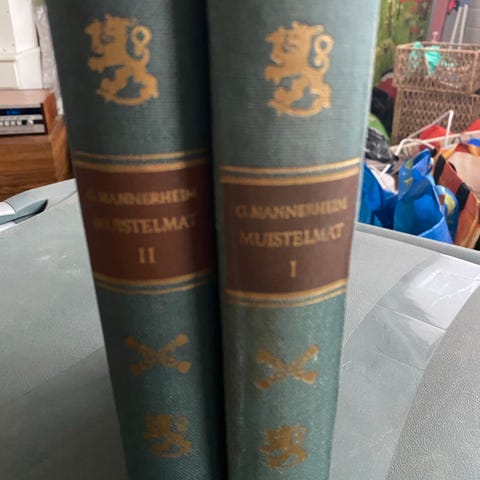 G. MANNERHEIM
MUISTELMAT
II
G. MANNERHEIM
MUISTELMAT
I